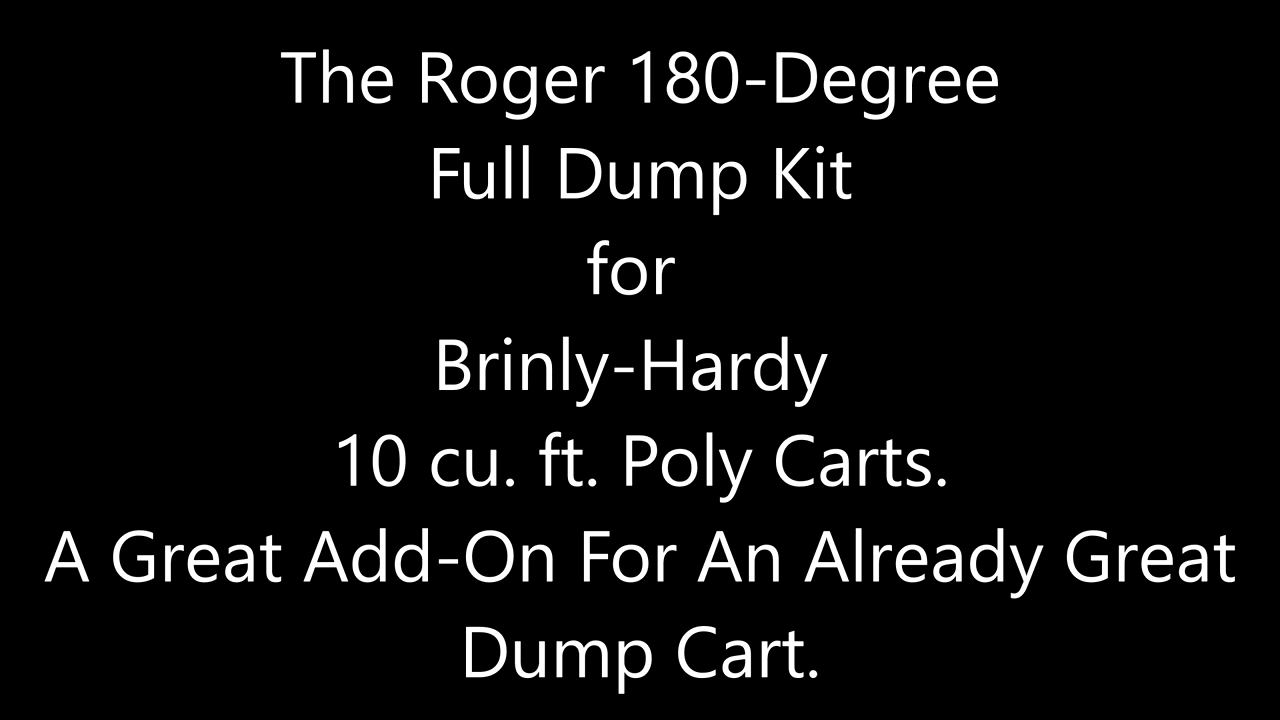 The Roger 180-Degree
Full Dump Kit
for
Brinly-Hardy
10 cu. ft. Poly Carts.
A Great Add-On For An Already Great
Dump Cart.